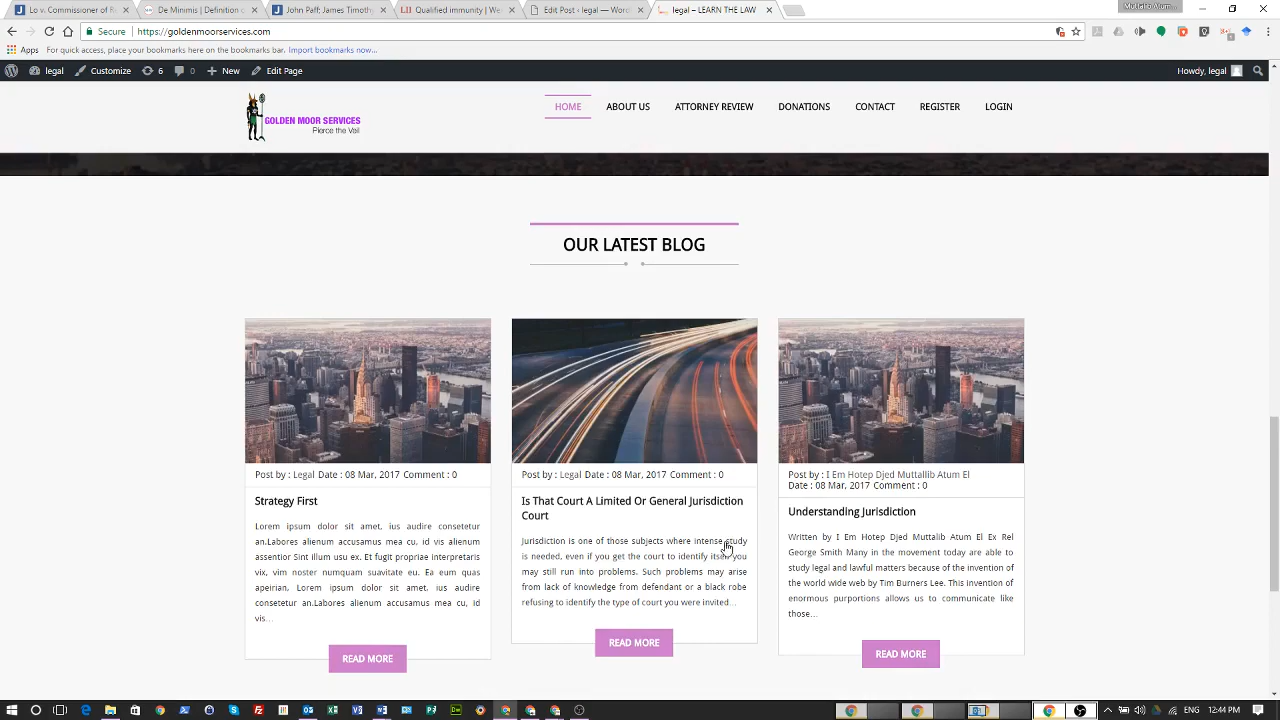 Lo v. Commissioner of R
De Minimis | Definition o
John Paff; James Timothy
Qualified immunity | We
Edit Post ‹ legal — Word
legal – LEARN THE LAW
Secure
https://goldenmoorservices.com
Apps
For quick access, place your bookmarks here on the bookmarks bar.
Import bookmarks now...
legal
Customize
6
0
New
Edit Page
Howdy, legal
GOLDEN MOOR SERVICES
Pierce the Veil
HOME
ABOUT US
ATTORNEY REVIEW
DONATIONS
CONTACT
REGISTER
LOGIN
OUR LATEST BLOG
Post by : Legal Date : 08 Mar, 2017 Comment : 0
Strategy First
Lorem ipsum dolor sit amet, ius audire consetetur
an.Labores alienum accusamus mea cu, id vis alienum
assentior Sint illum usu ex. Et fugit propriae interpretaris
vix, vim noster numquam suavitate eu. Ea eum quas
apeirian, Lorem ipsum dolor sit amet, ius audire
consetetur an.Labores alienum accusamus mea cu, id
vis...
READ MORE
Post by : Legal Date : 08 Mar, 2017 Comment : 0
Is That Court A Limited Or General Jurisdiction
Court
Jurisdiction is one of those subjects where intense study
is needed, even if you get the court to identify itself you
may still run into problems. Such problems may arise
from lack of knowledge from defendant or a black robe
refusing to identify the type of court you were invited...
READ MORE
Post by : I Em Hotep Djed Muttallib Atum El
Date : 08 Mar, 2017 Comment : 0
Understanding Jurisdiction
Written by I Em Hotep Djed Muttallib Atum El Ex Rel
George Smith Many in the movement today are able to
study legal and lawful matters because of the invention of
the world wide web by Tim Burners Lee. This invention of
enormous purportions allows us to communicate like
those...
READ MORE
ENG
12:44 PM